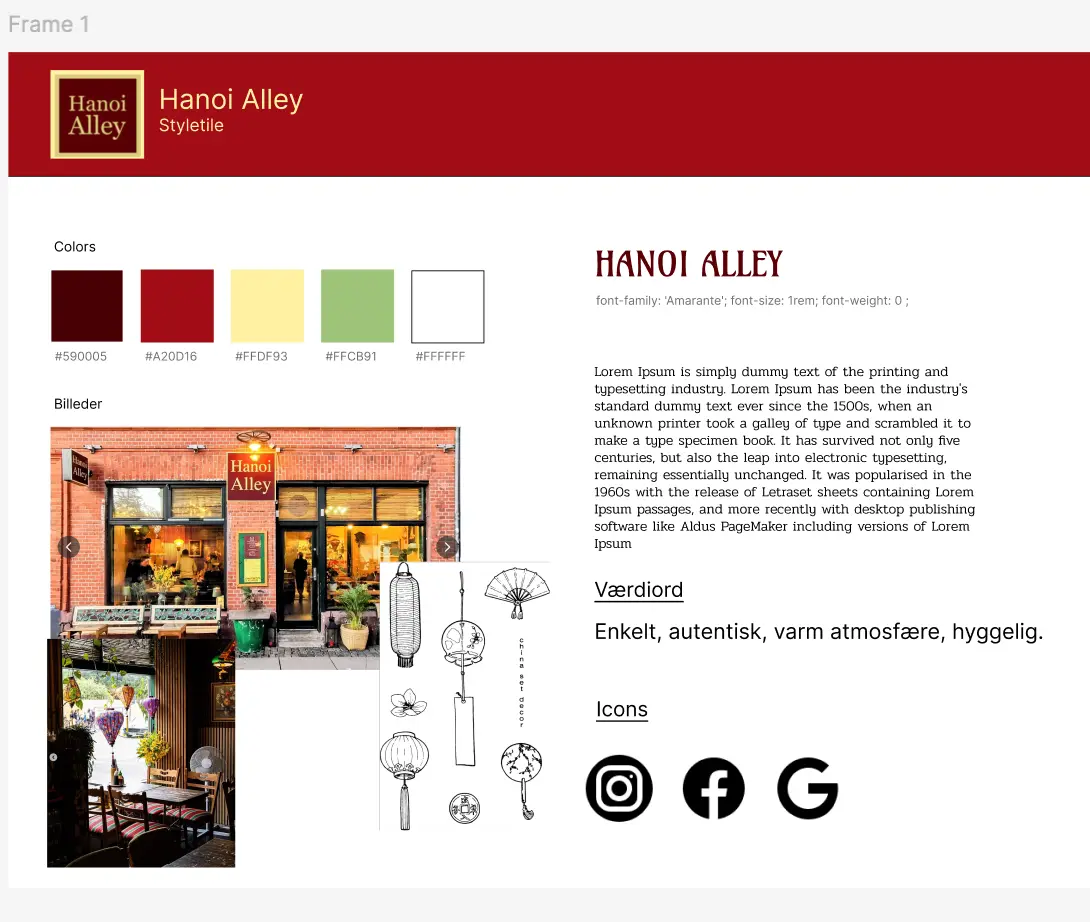 Frame 1
Hanoi
Alley
Hanoi Alley
Styletile
Colors
#590005
#A20D16
#FFDF93
#FFCB91
#FFFFFF
Billeder
Hanoi
Alley
Hanoi
Alley
china set decor
HANOI ALLEY
font-family: 'Amarante'; font-size: 1rem; font-weight: 0 ;
Lorem Ipsum is simply dummy text of the printing and
typesetting industry. Lorem Ipsum has been the industry's
standard dummy text ever since the 1500s, when an
unknown printer took a galley of type and scrambled it to
make a type specimen book. It has survived not only five
centuries, but also the leap into electronic typesetting,
remaining essentially unchanged. It was popularised in the
1960s with the release of Letraset sheets containing Lorem
Ipsum passages, and more recently with desktop publishing
software like Aldus PageMaker including versions of Lorem
Ipsum
Værdiord
Enkelt, autentisk, varm atmosfære, hyggelig.
Icons